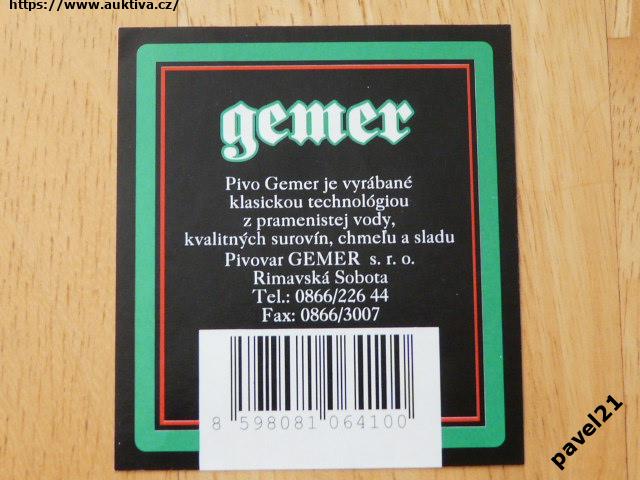 https://www.auktiva.cz/
gemer
Pivo Gemer je vyrábané
klasickou technológiou
z pramenistej vody,
kvalitných surovín, chmeľu a sladu
Pivovar GEMER s. r. o.
Rimavská Sobota
Tel.: 0866/226 44
Fax: 0866/3007
8 598081 064100
pavel21